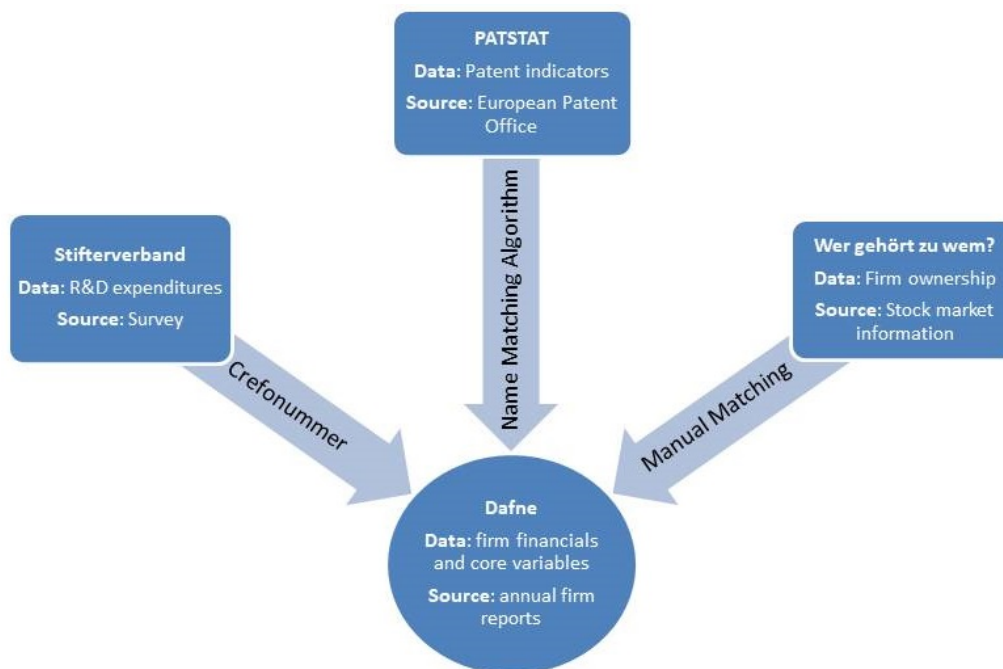 PATSTAT
Data: Patent indicators
Source: European Patent
Office
Name Matching Algorithm
Stifterverband
Data: R&D expenditures
Source: Survey
Crefonummer
Wer gehört zu wem?
Data: Firm ownership
Source: Stock market
information
Manual Matching
Dafne
Data: firm financials
and core variables
Source: annual firm
reports